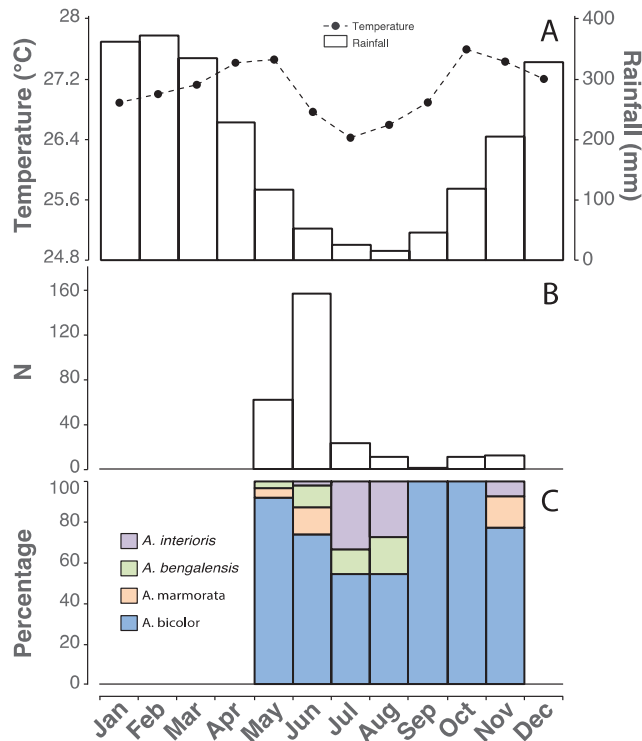 28
27.2
26.4
25.6
24.8
Temperature (°C)
Temperature
Rainfall
A
400
300
200
100
0
Rainfall (mm)
160
120
80
40
0
N
B
100
80
60
40
20
0
Percentage
C
A. interioris
A. bengalensis
A. marmorata
A. bicolor
Jan Feb Mar Apr May Jun Jul Aug Sep Oct Nov Dec